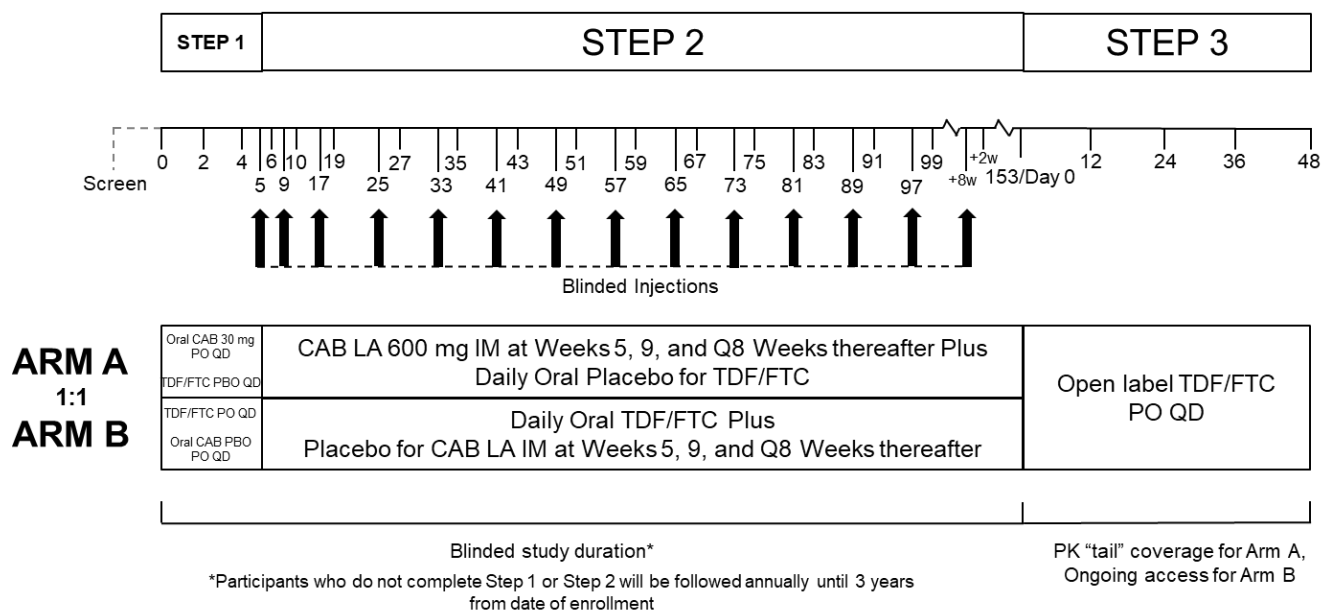 STEP 1
STEP 2
STEP 3
Screen
0 2 4 6 10 19 27 35 43 51 59 67 75 83 91 99 +2w 12 24 36 48
5 9 17 25 33 41 49 57 65 73 81 89 97 +8w 153/Day 0
Blinded Injections
ARM A
1:1
ARM B
Oral CAB 30 mg
PO QD
TDF/FTC PBO QD
CAB LA 600 mg IM at Weeks 5, 9, and Q8 Weeks thereafter Plus
Daily Oral Placebo for TDF/FTC
TDF/FTC PO QD
Oral CAB PBO
PO QD
Daily Oral TDF/FTC Plus
Placebo for CAB LA IM at Weeks 5, 9, and Q8 Weeks thereafter
Open label TDF/FTC
PO QD
Blinded study duration*
*Participants who do not complete Step 1 or Step 2 will be followed annually until 3 years
from date of enrollment
PK “tail” coverage for Arm A,
Ongoing access for Arm B